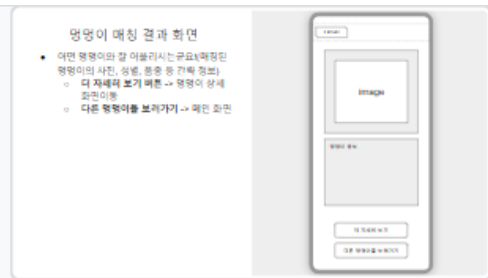 멍멍이 매칭 결과 화면
어떤 멍멍이와 잘 어울리시는군요!(매칭된
멍멍이의 사진, 성별, 품종 등 간략 정보)
더 자세히 보기 버튼 -> 멍멍이 상세
화면이동
다른 멍멍이들 보러가기 -> 메인 화면
image
멍멍이 정보
더 자세히 보기
다른 멍멍이들 보러가기